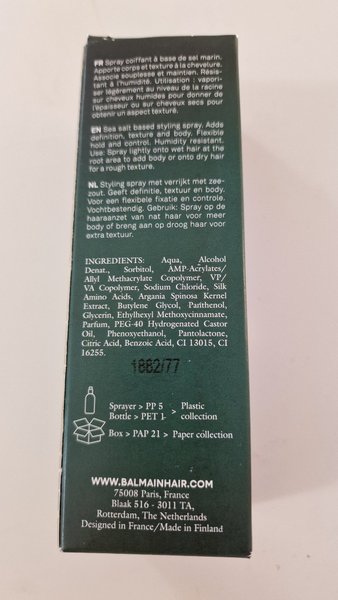 FR Spray coiffant à base de sel marin.
Apporte corps et texture à la chevelure.
Associe souplesse et maintien. Résis-
tant à l'humidité. Utilisation : vapori-
ser légèrement au niveau de la racine
sur cheveux humides pour donner de
l'épaisseur ou sur cheveux secs pour
obtenir un aspect texturé.
EN Sea salt based styling spray. Adds
definition, texture and body. Flexible
hold and control. Humidity resistant.
Use: Spray lightly onto wet hair at the
root area to add body or onto dry hair
for a rough texture.
NL Styling spray met verrijkt met zee-
zout. Geeft definitie, textuur en body.
Voor een flexibele fixatie en controle.
Vochtbestendig. Gebruik: Spray op de
haaraanzet van nat haar voor meer
body of breng aan op droog haar voor
extra textuur.
INGREDIENTS: Aqua, Alcohol
Denat., Sorbitol, AMP-Acrylates/
Allyl Methacrylate Copolymer, VP/
VA Copolymer, Sodium Chloride, Silk
Amino Acids, Argania Spinosa Kernel
Extract, Butylene Glycol, Panthenol,
Glycerin, Ethylhexyl Methoxycinnamate,
Parfum, PEG-40 Hydrogenated Castor
Oil, Phenoxyethanol, Pantolactone,
Citric Acid, Benzoic Acid, CI 13015, CI
16255.
1882/77
Sprayer > PP 5 > Plastic
Bottle > PET 1 collection
Box > PAP 21 > Paper collection
WWW.BALMAINHAIR.COM
75008 Paris, France
Blaak 516 - 3011 TA,
Rotterdam, The Netherlands
Designed in France/Made in Finland